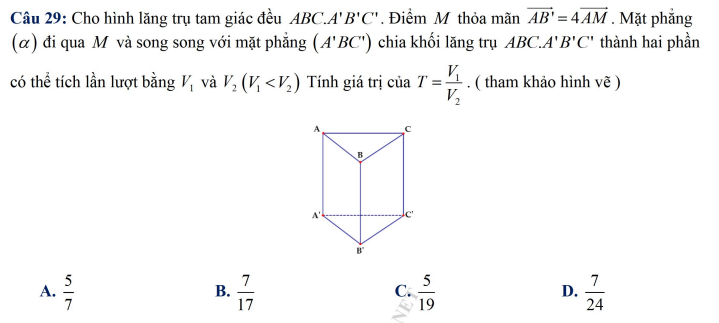 Câu 29: Cho hình lăng trụ tam giác đều ABC.A'B'C'. Điểm M thỏa mãn $\overrightarrow{AB'} = 4\overrightarrow{AM}$. Mặt phẳng
(α) đi qua M và song song với mặt phẳng (A'BC') chia khối lăng trụ ABC.A'B'C' thành hai phần
có thể tích lần lượt bằng $V_1$ và $V_2$ ($V_1 < V_2$) Tính giá trị của $T = \frac{V_1}{V_2}$. ( tham khảo hình vẽ )
A C
B
A' C'
B'
A. $\frac{5}{7}$ B. $\frac{7}{17}$ C. $\frac{5}{19}$ D. $\frac{7}{24}$
NET